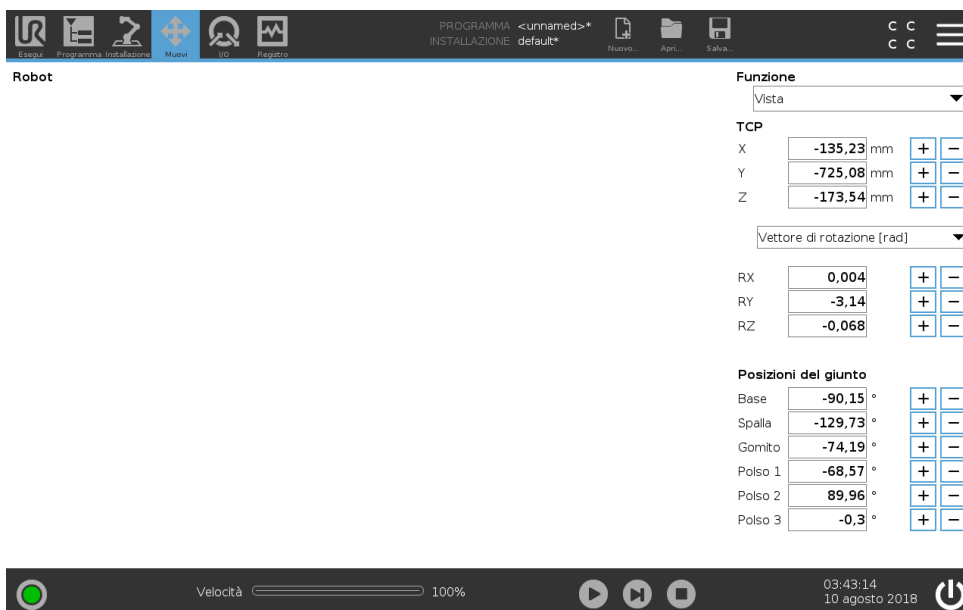 PROGRAMMA <unnamed>*
INSTALLAZIONE default*
C C
C C
Esegui Programma Installazione Muovi I/O Registro Nuovo... Apri... Salva...
Robot
Funzione
Vista
TCP
X -135,23 mm + −
Y -725,08 mm + −
Z -173,54 mm + −
Vettore di rotazione [rad]
RX 0,004 + −
RY -3,14 + −
RZ -0,068 + −
Posizioni del giunto
Base -90,15 ° + −
Spalla -129,73 ° + −
Gomito -74,19 ° + −
Polso 1 -68,57 ° + −
Polso 2 89,96 ° + −
Polso 3 -0,3 ° + −
Velocità 100%
03:43:14
10 agosto 2018